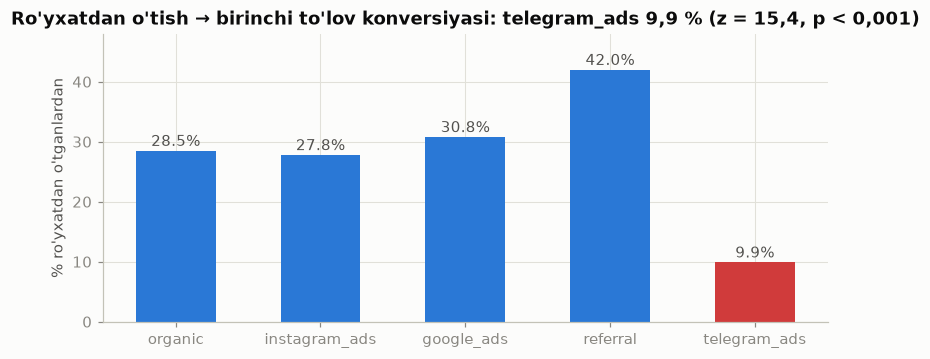 Ro'yxatdan o'tish → birinchi to'lov konversiyasi: telegram_ads 9,9 % (z = 15,4, p < 0,001)
% ro'yxatdan o'tganlardan
40
30
20
10
0
28.5%
27.8%
30.8%
42.0%
9.9%
organic
instagram_ads
google_ads
referral
telegram_ads